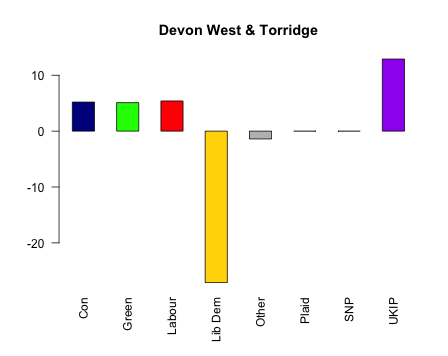 Devon West & Torridge
10
0
-10
-20
Con
Green
Labour
Lib Dem
Other
Plaid
SNP
UKIP